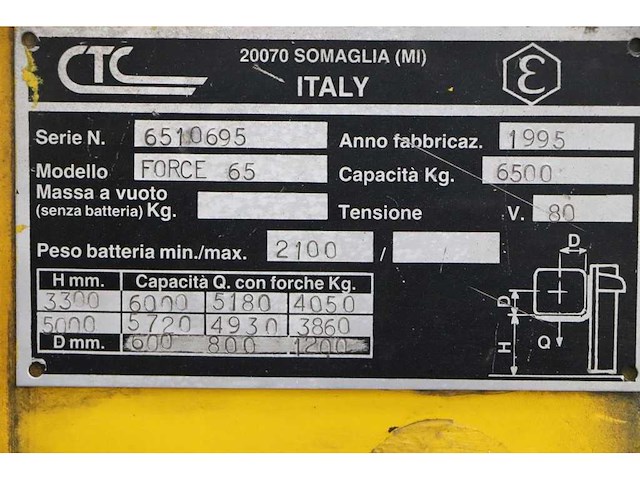 CTC
20070 SOMAGLIA (MI)
ITALY
ε
Serie N. 6510695
Anno fabbricaz. 1995
Modello FORCE 65
Capacità Kg. 6500
Massa a vuoto
(senza batteria) Kg.
Tensione V. 80
Peso batteria min./max. 2100 /
H mm. Capacità Q. con forche Kg.
3300 6000 5180 4050
5000 5720 4930 3860
D mm. 600 800 1200
D
D
H
Q